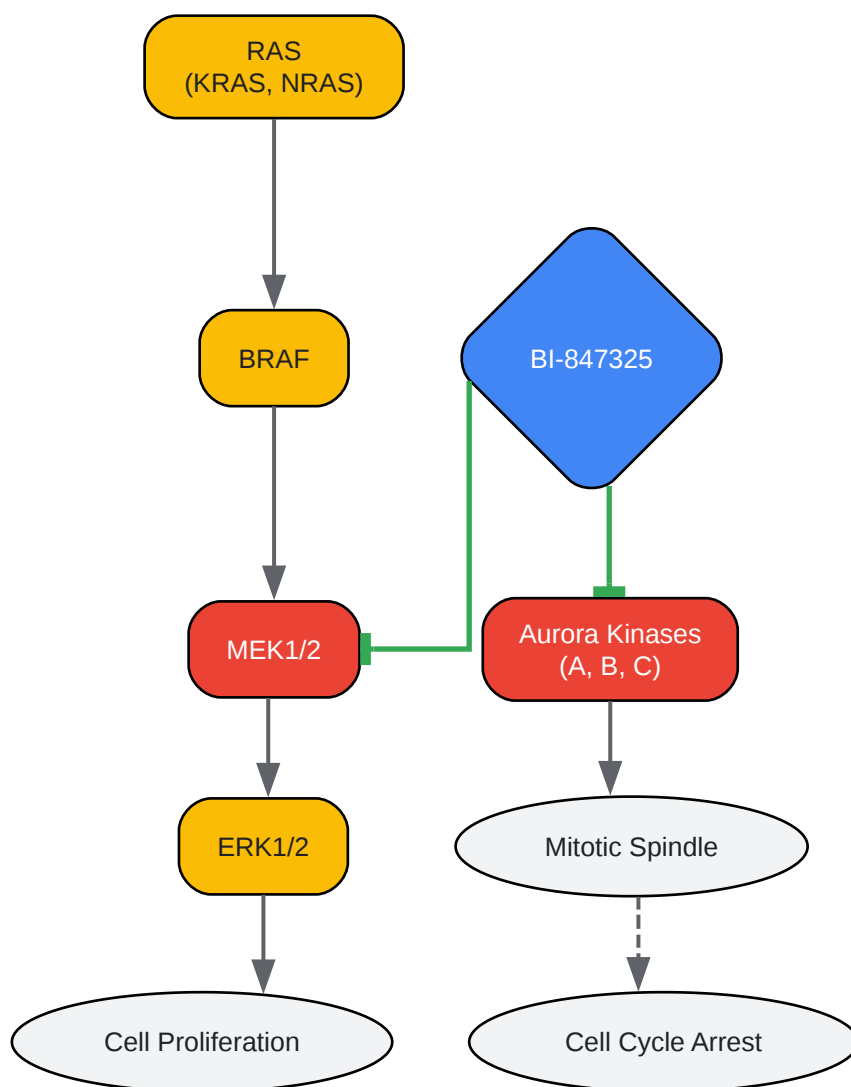 RAS
(KRAS, NRAS)
BRAF
BI-847325
MEK1/2
Aurora Kinases
(A, B, C)
ERK1/2
Mitotic Spindle
Cell Proliferation
Cell Cycle Arrest